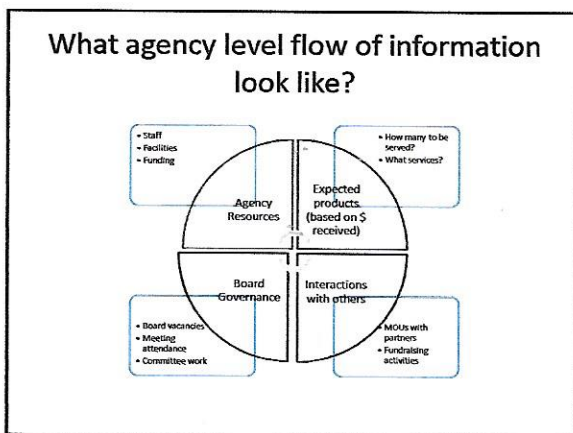 What agency level flow of information
look like?
• Staff
• Facilities
• Funding
• How many to be
served?
• What services?
Agency
Resources
Expected
products
(based on $
received)
Board
Governance
Interactions
with others
• Board vacancies
• Meeting
attendance
• Committee work
• MOUs with
partners
• Fundraising
activities